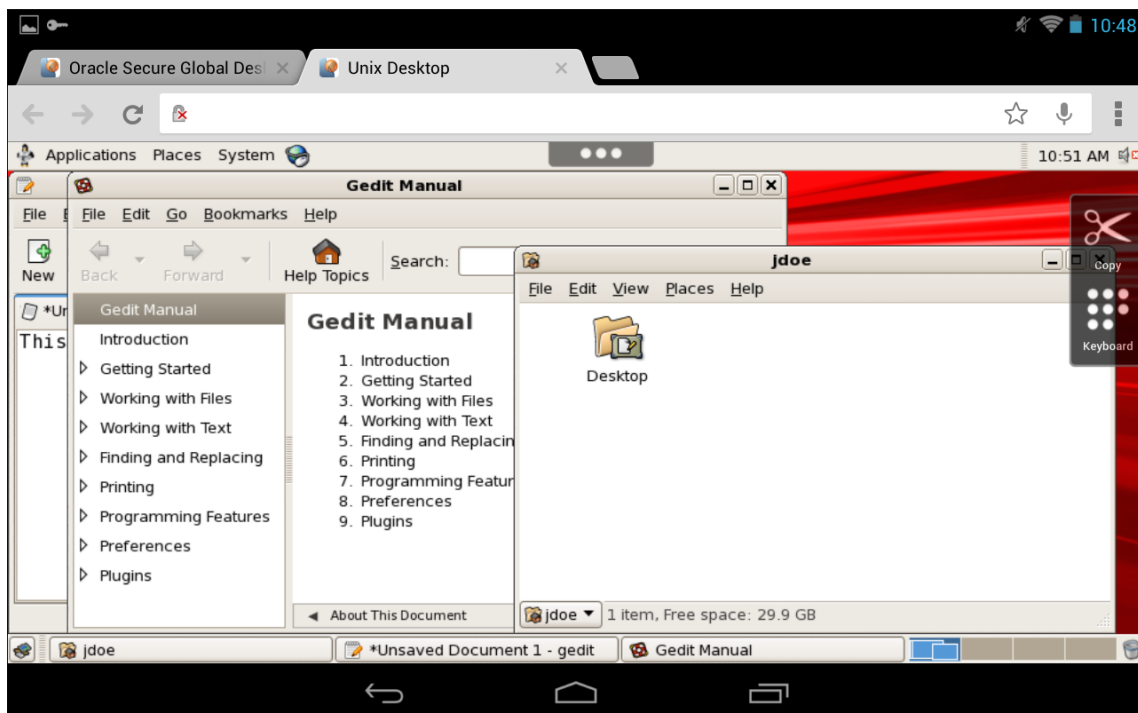 10:48
Oracle Secure Global Des
Unix Desktop
Applications Places System
10:51 AM
Gedit Manual
File
File Edit Go Bookmarks Help
New
Back
Forward
Help Topics
Search:
jdoe
Copy
Keyboard
File Edit View Places Help
*Un
This
Gedit Manual
Introduction
Getting Started
Working with Files
Working with Text
Finding and Replacing
Printing
Programming Features
Preferences
Plugins
Gedit Manual
1. Introduction
2. Getting Started
3. Working with Files
4. Working with Text
5. Finding and Replacin
6. Printing
7. Programming Featur
8. Preferences
9. Plugins
About This Document
Desktop
jdoe
1 item, Free space: 29.9 GB
jdoe
*Unsaved Document 1 - gedit
Gedit Manual